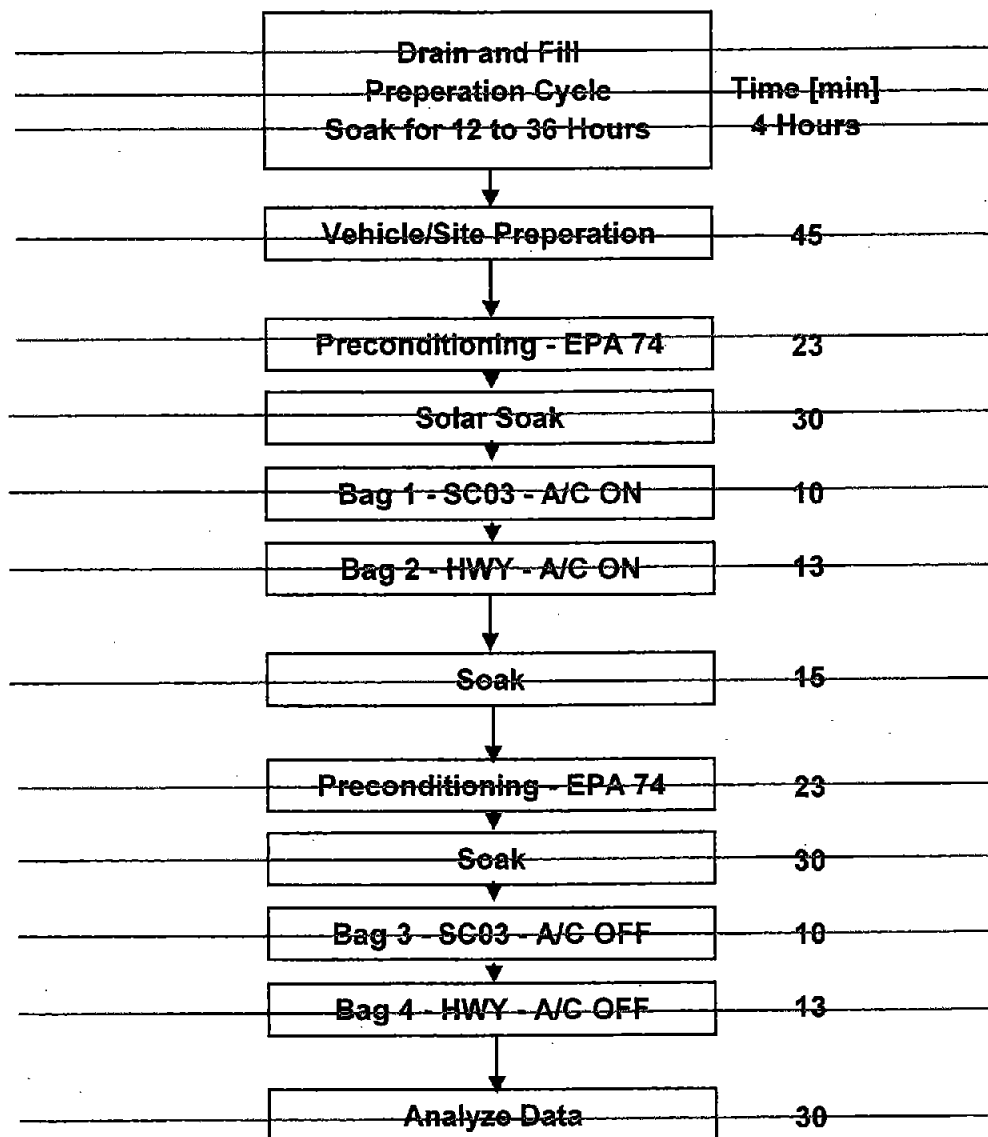 Drain and Fill
Preperation Cycle Time [min]
Soak for 12 to 36 Hours 4 Hours
Vehicle/Site Preperation 45
Preconditioning - EPA 74 23
Solar Soak 30
Bag 1 - SC03 - A/C ON 10
Bag 2 - HWY - A/C ON 13
Soak 15
Preconditioning - EPA 74 23
Soak 30
Bag 3 - SC03 - A/C OFF 10
Bag 4 - HWY - A/C OFF 13
Analyze Data 30